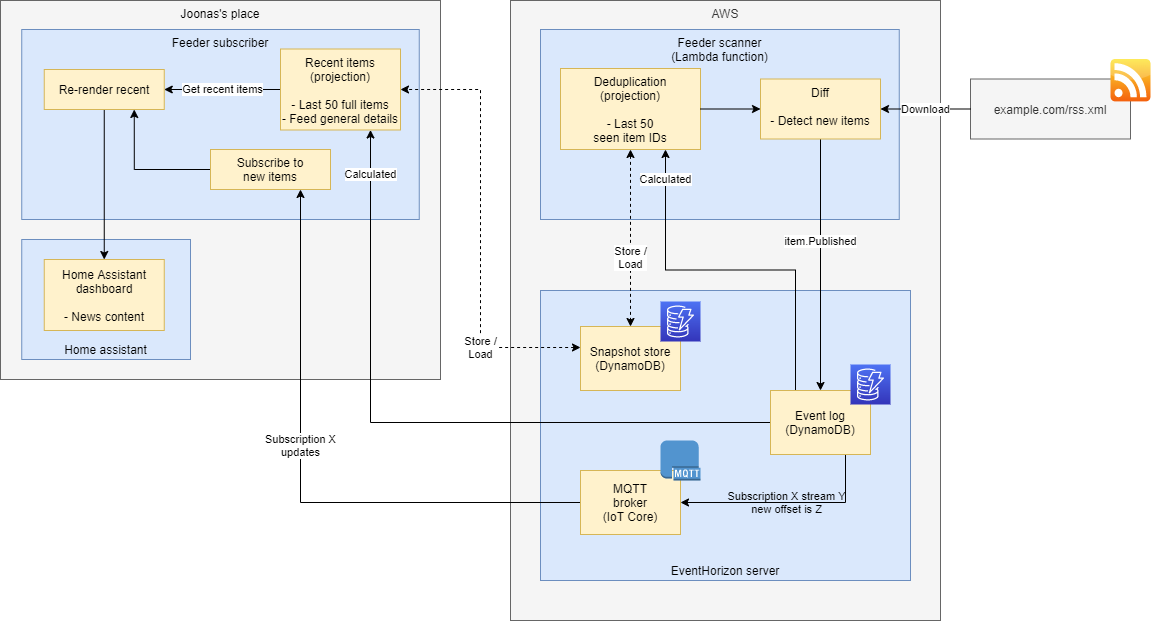 Joonas's place
Feeder subscriber
Re-render recent
Get recent items
Recent items
(projection)
- Last 50 full items
- Feed general details
Subscribe to
new items
Calculated
Home Assistant
dashboard
- News content
Home assistant
Store /
Load
Subscription X
updates
AWS
Feeder scanner
(Lambda function)
Deduplication
(projection)
- Last 50
seen item IDs
Diff
- Detect new items
Download
example.com/rss.xml
Calculated
item.Published
Store /
Load
Snapshot store
(DynamoDB)
Event log
(DynamoDB)
MQTT
MQTT
broker
(IoT Core)
Subscription X stream Y
new offset is Z
EventHorizon server